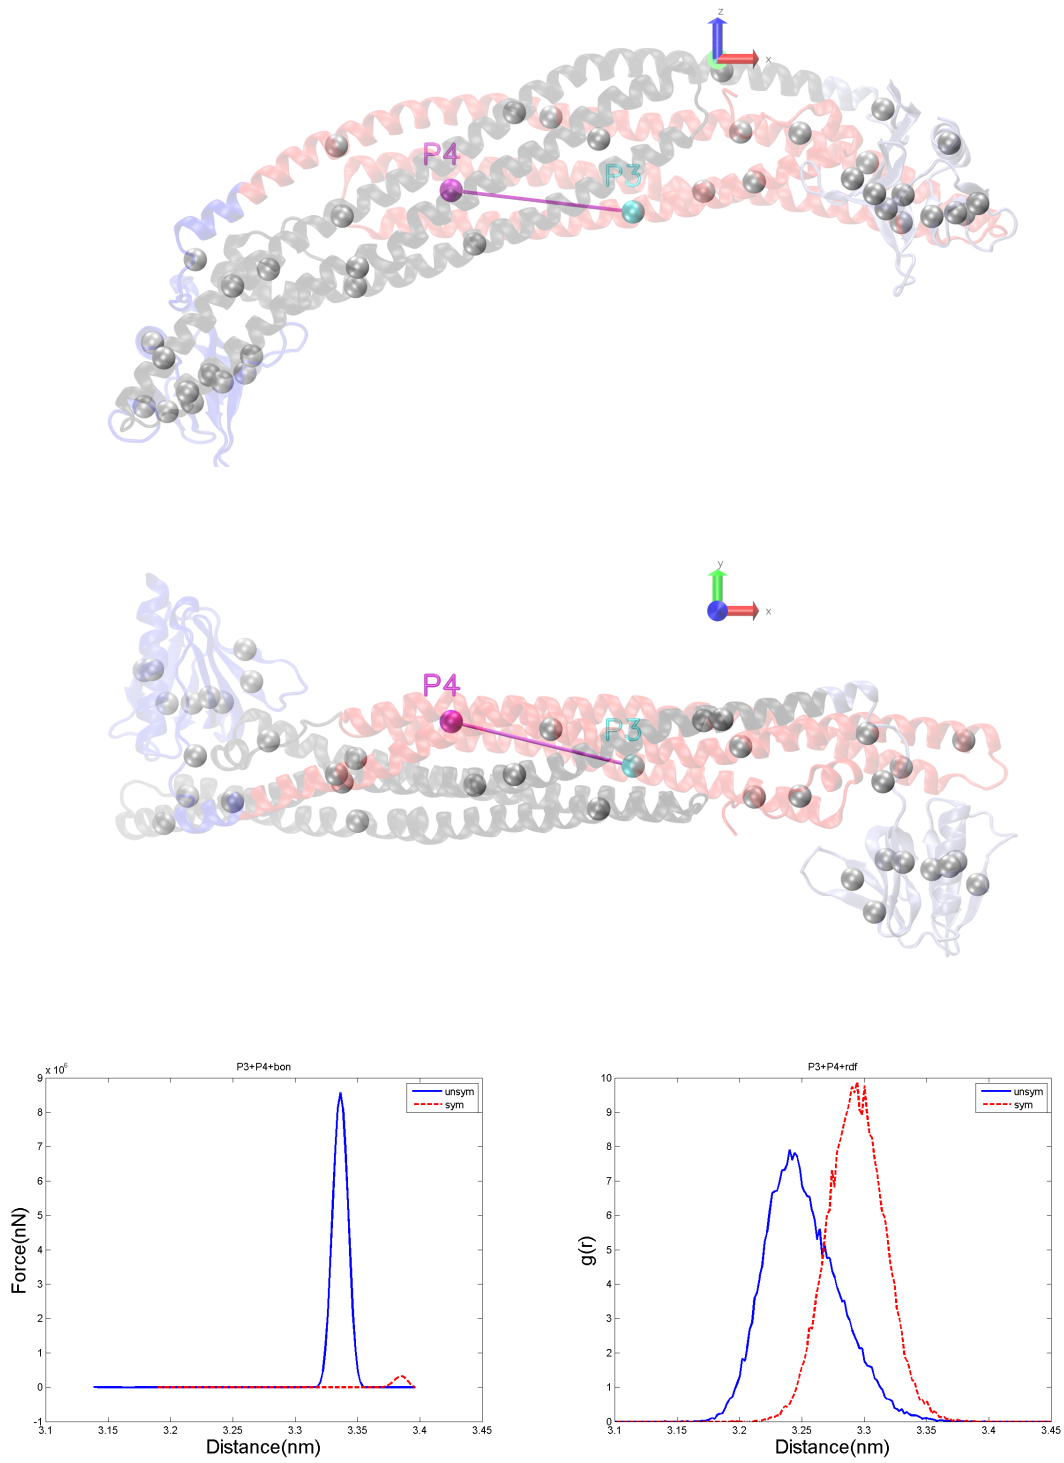 z
x
P4
P3
y
x
P4
P3
P3+P4+bon
x 10^6
unsym
sym
9
8
7
6
5
4
3
2
1
0
-1
Force(nN)
3.1 3.15 3.2 3.25 3.3 3.35 3.4 3.45
Distance(nm)
P3+P4+rdf
unsym
sym
10
9
8
7
6
5
4
3
2
1
0
g(r)
3.1 3.15 3.2 3.25 3.3 3.35 3.4 3.45
Distance(nm)